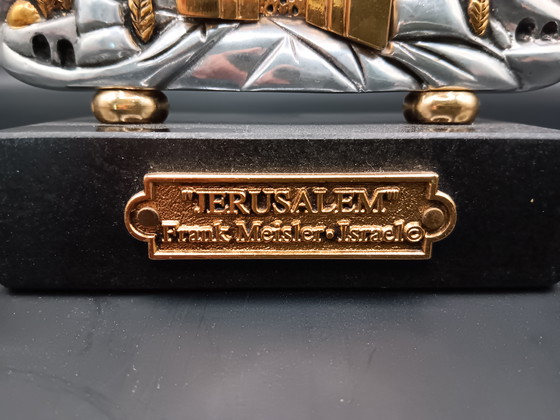 "JERUSALEM"
Frank Meisler • Israel ©